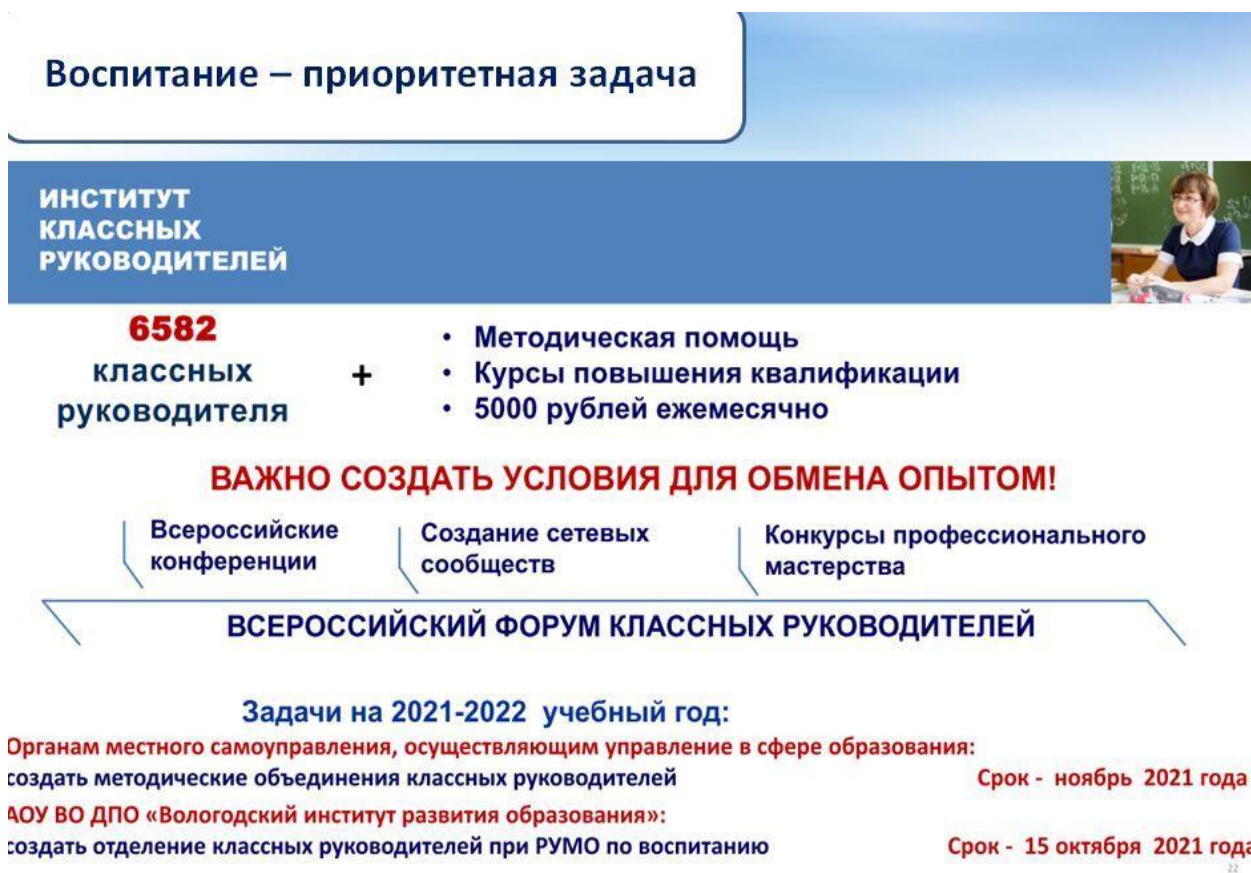 Воспитание – приоритетная задача
ИНСТИТУТ
КЛАССНЫХ
РУКОВОДИТЕЛЕЙ
6582
классных
руководителя
+
• Методическая помощь
• Курсы повышения квалификации
• 5000 рублей ежемесячно
ВАЖНО СОЗДАТЬ УСЛОВИЯ ДЛЯ ОБМЕНА ОПЫТОМ!
Всероссийские
конференции
Создание сетевых
сообществ
Конкурсы профессионального
мастерства
ВСЕРОССИЙСКИЙ ФОРУМ КЛАССНЫХ РУКОВОДИТЕЛЕЙ
Задачи на 2021-2022 учебный год:
Органам местного самоуправления, осуществляющим управление в сфере образования:
создать методические объединения классных руководителей Срок - ноябрь 2021 года
АОУ ВО ДПО «Вологодский институт развития образования»:
создать отделение классных руководителей при РУМО по воспитанию Срок - 15 октября 2021 года
22